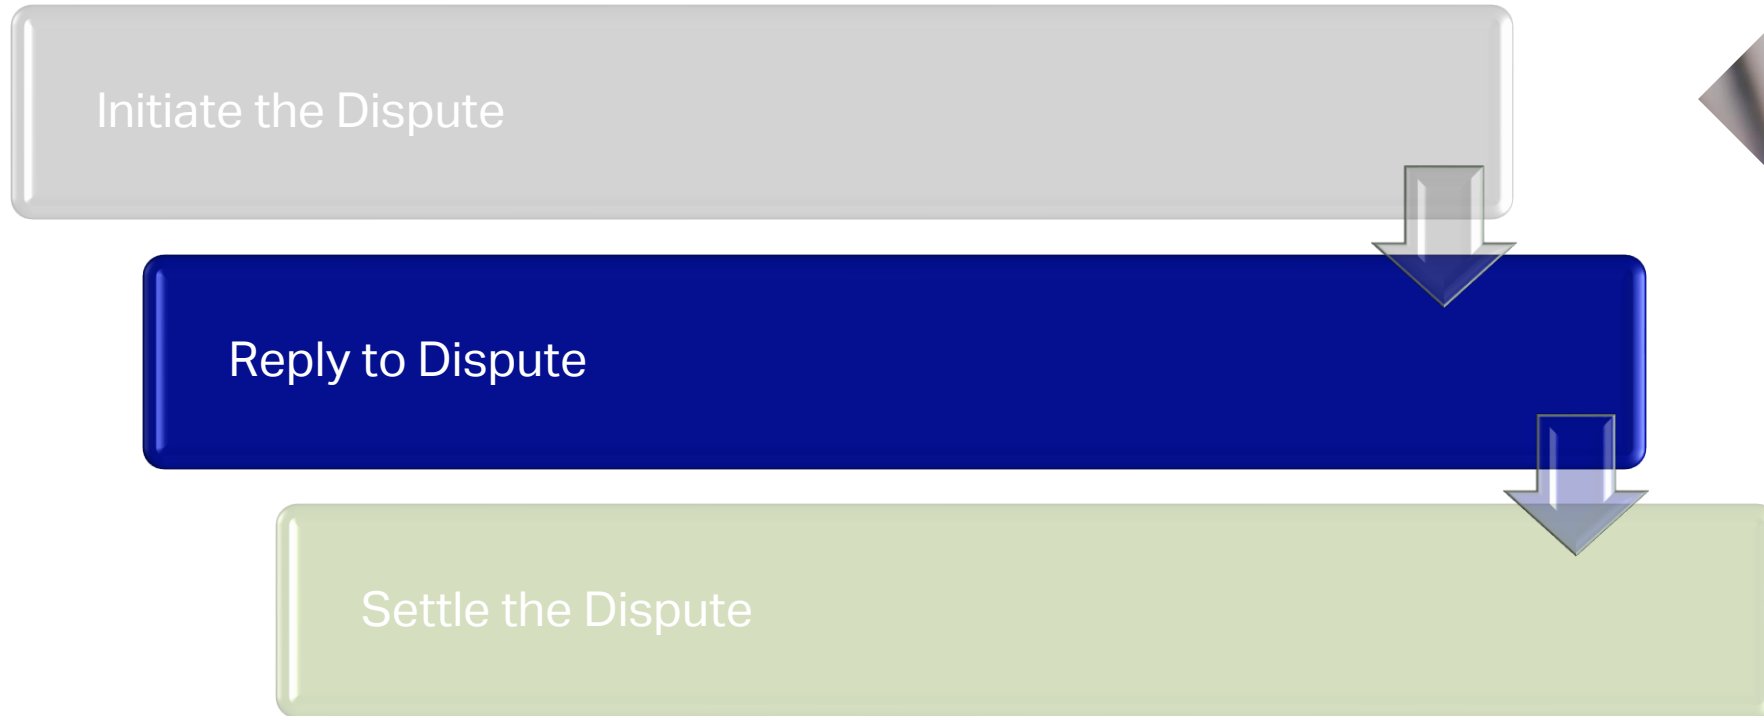 Initiate the Dispute
Reply to Dispute
Settle the Dispute